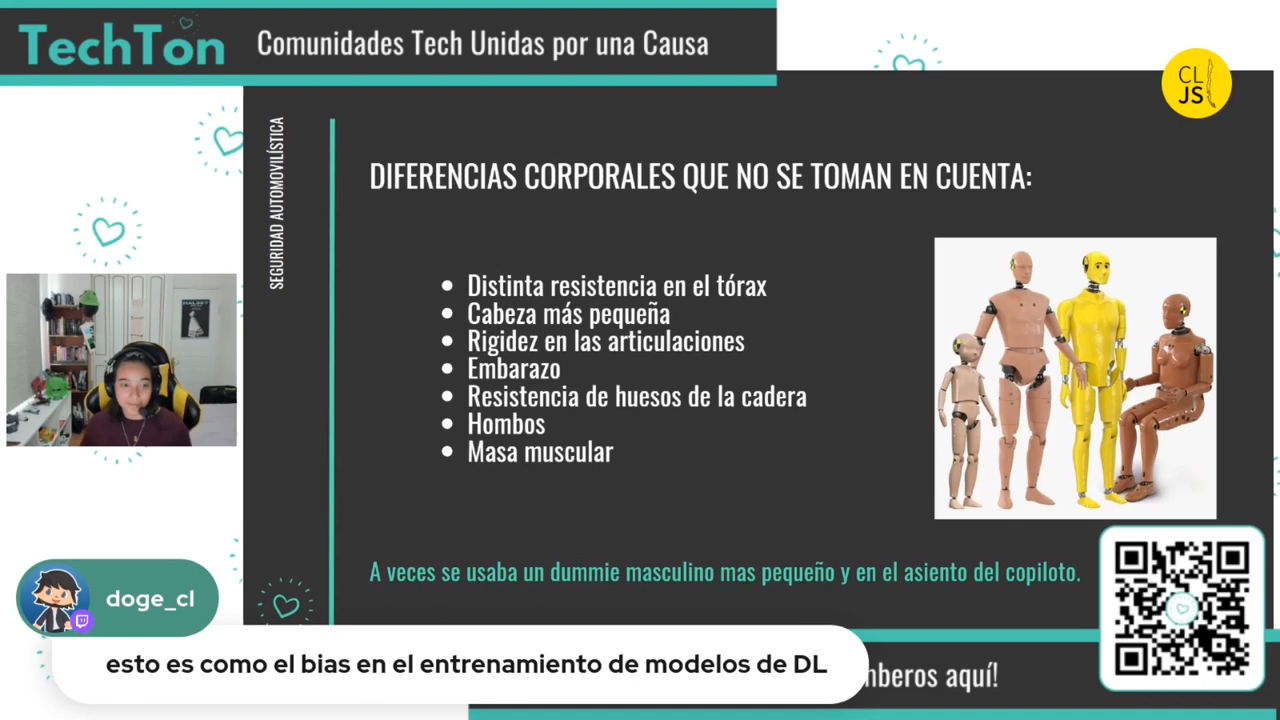 TechTon
Comunidades Tech Unidas por una Causa
CL
JS
SEGURIDAD AUTOMOVILÍSTICA
DIFERENCIAS CORPORALES QUE NO SE TOMAN EN CUENTA:
Distinta resistencia en el tórax
Cabeza más pequeña
Rigidez en las articulaciones
Embarazo
Resistencia de huesos de la cadera
Hombos
Masa muscular
A veces se usaba un dummie masculino mas pequeño y en el asiento del copiloto.
doge_cl
esto es como el bias en el entrenamiento de modelos de DL
aquí!